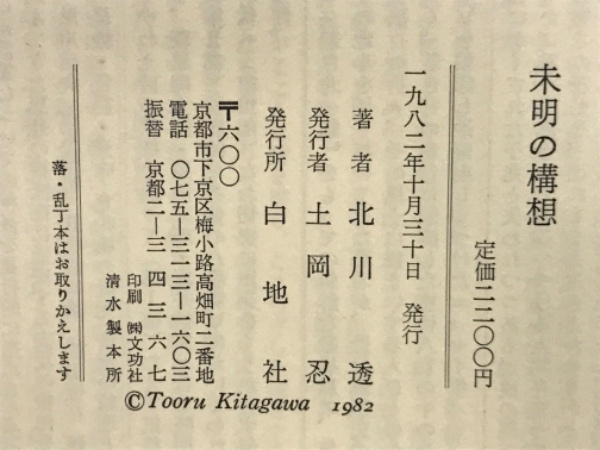 未明の構想
定価二二〇〇円
一九八二年十月三十日 発行
著者 北川 透
発行者 土岡 忍
発行所 白地社
〒六〇〇
京都市下京区梅小路高畑町二番地
電話 〇七五―三一三―一六〇三
振替 京都二―三四三六七
印刷 ㈱文功社
清水製本所
落・乱丁本はお取りかえします
©Tooru Kitagawa 1982